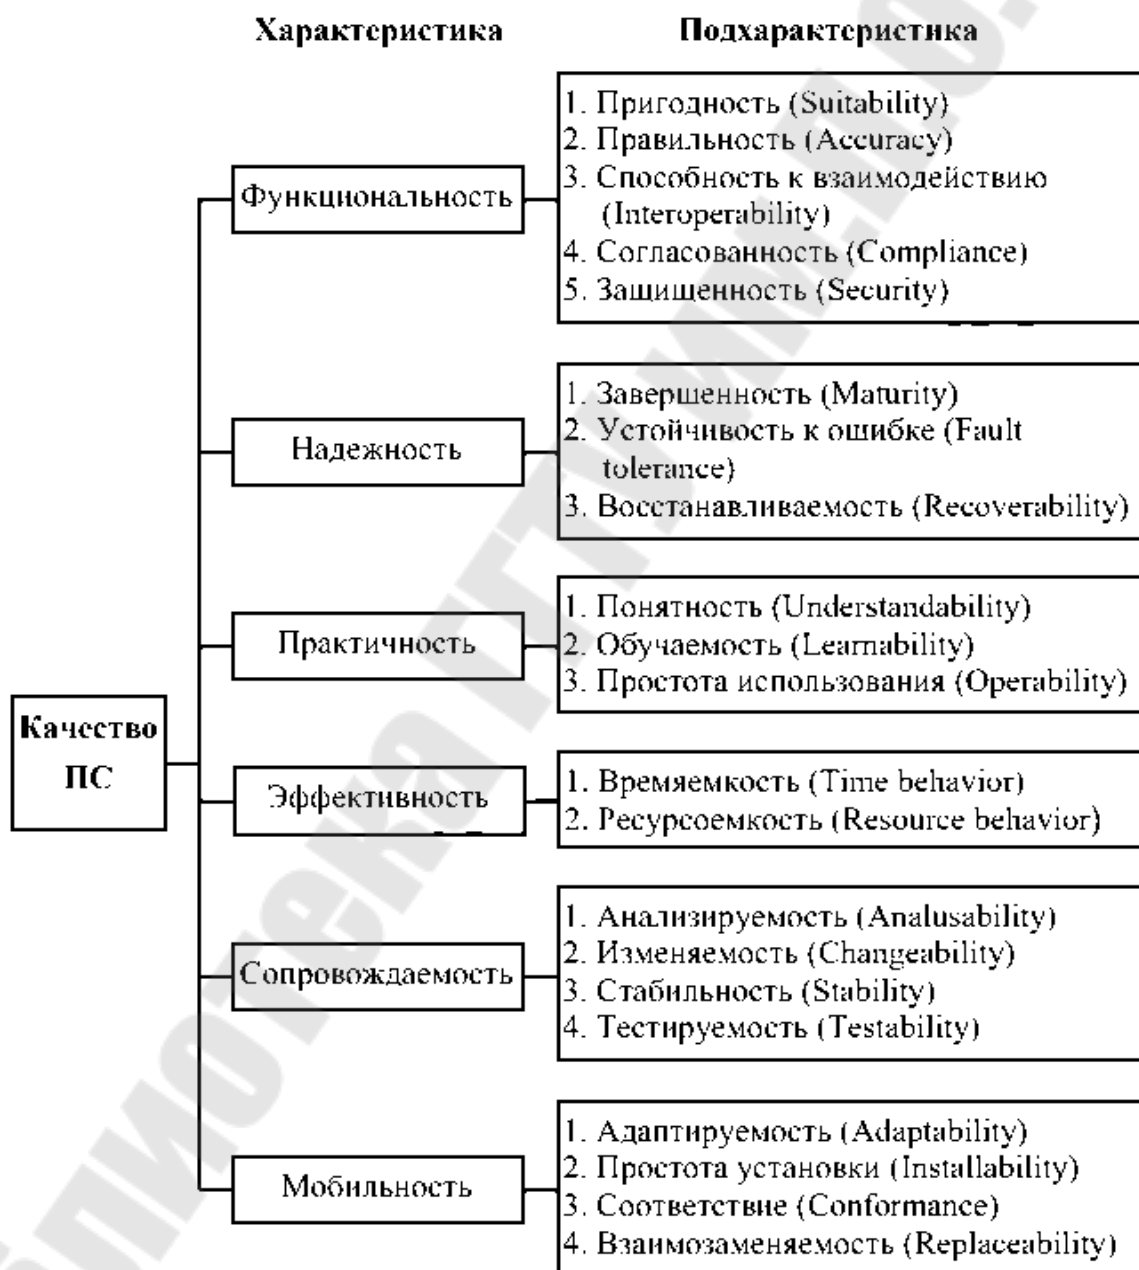 Характеристика
Подхарактеристика
Качество
ПС
Функциональность
1. Пригодность (Suitability)
2. Правильность (Accuracy)
3. Способность к взаимодействию
(Interoperability)
4. Согласованность (Compliance)
5. Защищенность (Security)
Надежность
1. Завершенность (Maturity)
2. Устойчивость к ошибке (Fault
tolerance)
3. Восстанавливаемость (Recoverability)
Практичность
1. Понятность (Understandability)
2. Обучаемость (Learnability)
3. Простота использования (Operability)
Эффективность
1. Времяемкость (Time behavior)
2. Ресурсоемкость (Resource behavior)
Сопровождаемость
1. Анализируемость (Analusability)
2. Изменяемость (Changeability)
3. Стабильность (Stability)
4. Тестируемость (Testability)
Мобильность
1. Адаптируемость (Adaptability)
2. Простота установки (Installability)
3. Соответствие (Conformance)
4. Взаимозаменяемость (Replaceability)